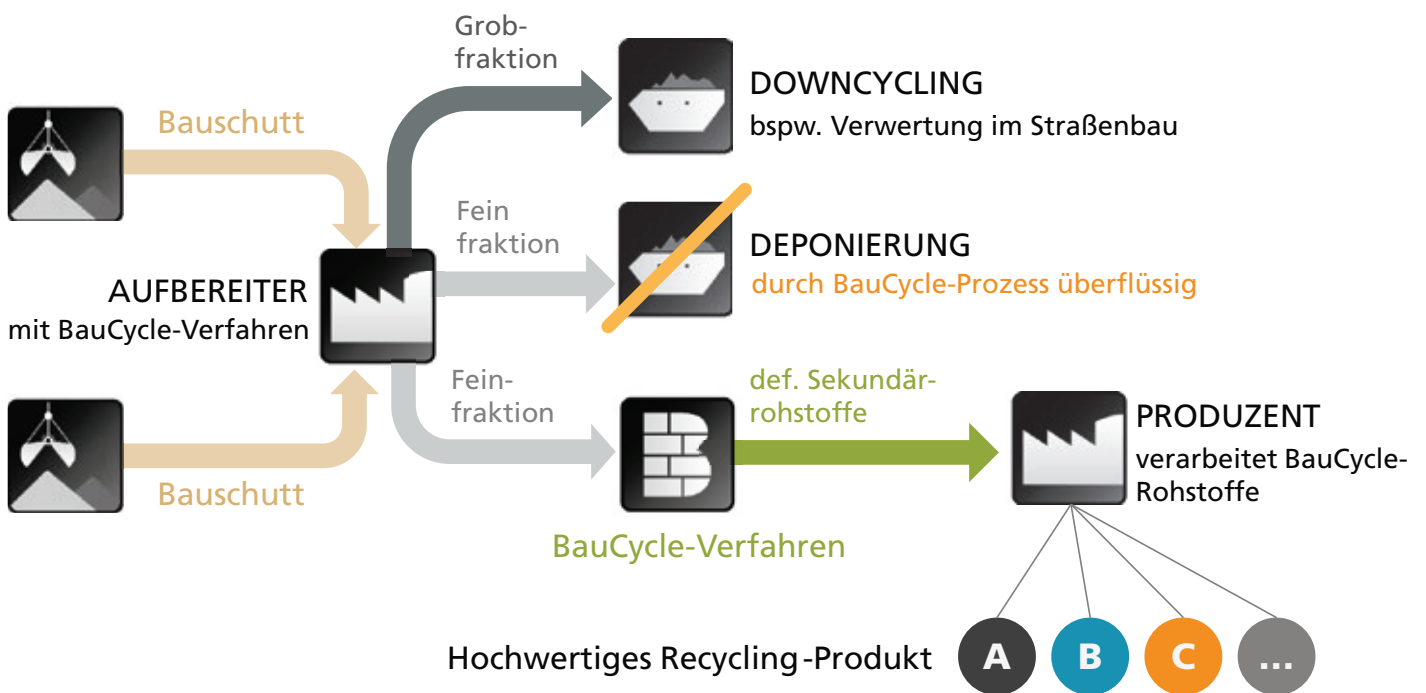 Grob-
fraktion
Bauschutt
DOWNCYCLING
bspw. Verwertung im Straßenbau
Fein
fraktion
DEPONIERUNG
durch BauCycle-Prozess überflüssig
AUFBEREITER
mit BauCycle-Verfahren
Fein-
fraktion
def. Sekundär-
rohstoffe
PRODUZENT
verarbeitet BauCycle-
Rohstoffe
Bauschutt
BauCycle-Verfahren
Hochwertiges Recycling-Produkt
A B C ...